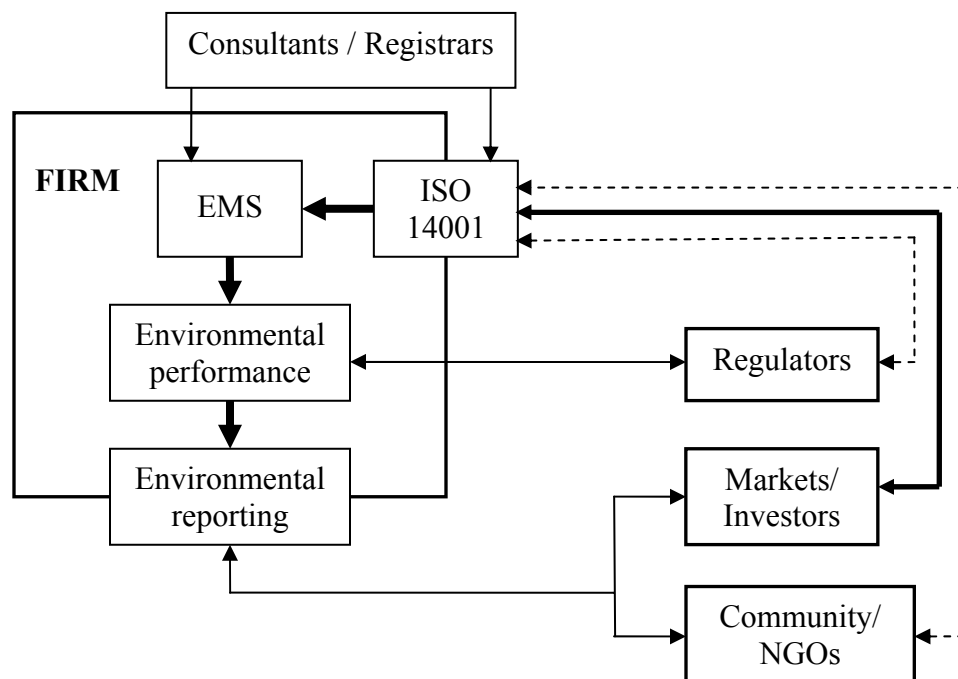 Consultants / Registrars
FIRM
EMS
ISO
14001
Environmental
performance
Regulators
Environmental
reporting
Markets/
Investors
Community/
NGOs